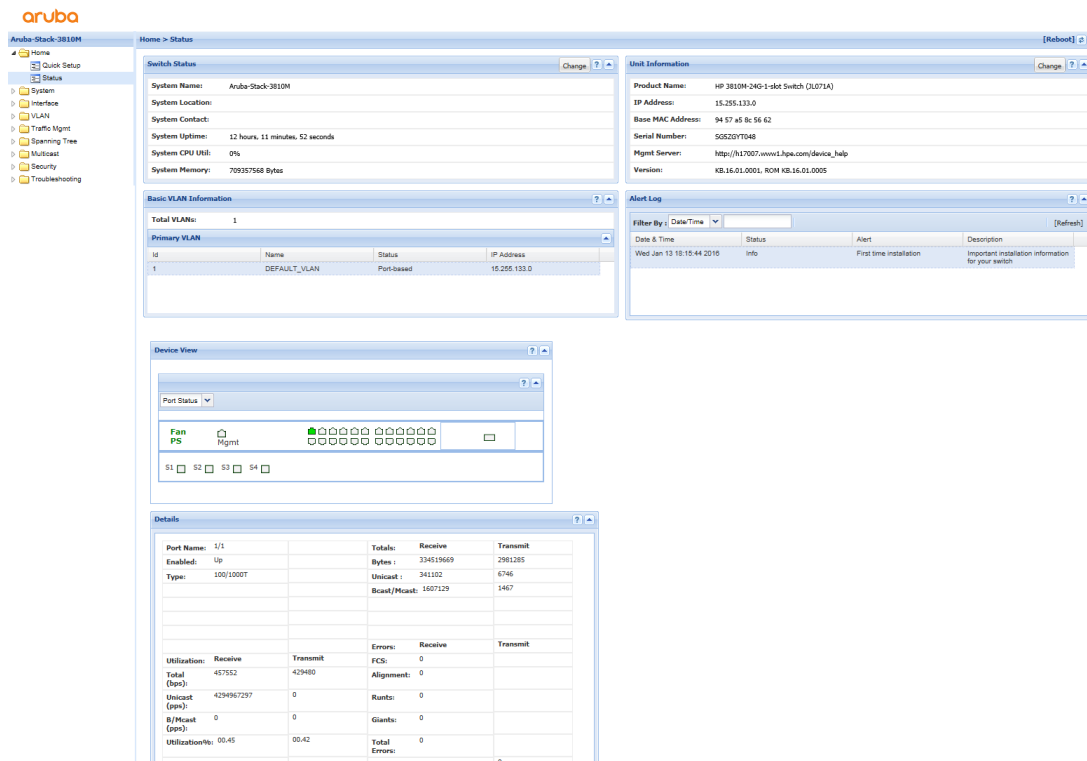 aruba
Aruba-Stack-3810M
Home
Quick Setup
Status
System
Interface
VLAN
Traffic Mgmt
Spanning Tree
Multicast
Security
Troubleshooting
Home > Status
[Reboot]
Switch Status
Change
?
System Name: Aruba-Stack-3810M
System Location:
System Contact:
System Uptime: 12 hours, 11 minutes, 52 seconds
System CPU Util: 0%
System Memory: 709357568 Bytes
Unit Information
Change
?
Product Name: HP 3810M-24G-1-slot Switch (JL071A)
IP Address: 15.255.133.0
Base MAC Address: 94 57 a5 8c 56 62
Serial Number: SG5ZGYT048
Mgmt Server: http://h17007.www1.hpe.com/device_help
Version: KB.16.01.0001, ROM KB.16.01.0005
Basic VLAN Information
?
Total VLANs: 1
Primary VLAN
Id Name Status IP Address
1 DEFAULT_VLAN Port-based 15.255.133.0
Alert Log
?
Filter By : Date/Time
[Refresh]
Date & Time Status Alert Description
Wed Jan 13 18:15:44 2016 Info First time installation Important installation information
for your switch
Device View
?
?
Port Status
Fan
PS
Mgmt
S1 S2 S3 S4
Details
?
Port Name: 1/1 Totals: Receive Transmit
Enabled: Up Bytes : 334519669 2981285
Type: 100/1000T Unicast : 341102 6746
Bcast/Mcast: 1607129 1467
Errors: Receive Transmit
Utilization: Receive Transmit FCS: 0
Total
(bps): 457552 429480 Alignment: 0
Unicast
(pps): 4294967297 0 Runts: 0
B/Mcast
(pps): 0 0 Giants: 0
Utilization%: 00.45 00.42 Total
Errors: 0